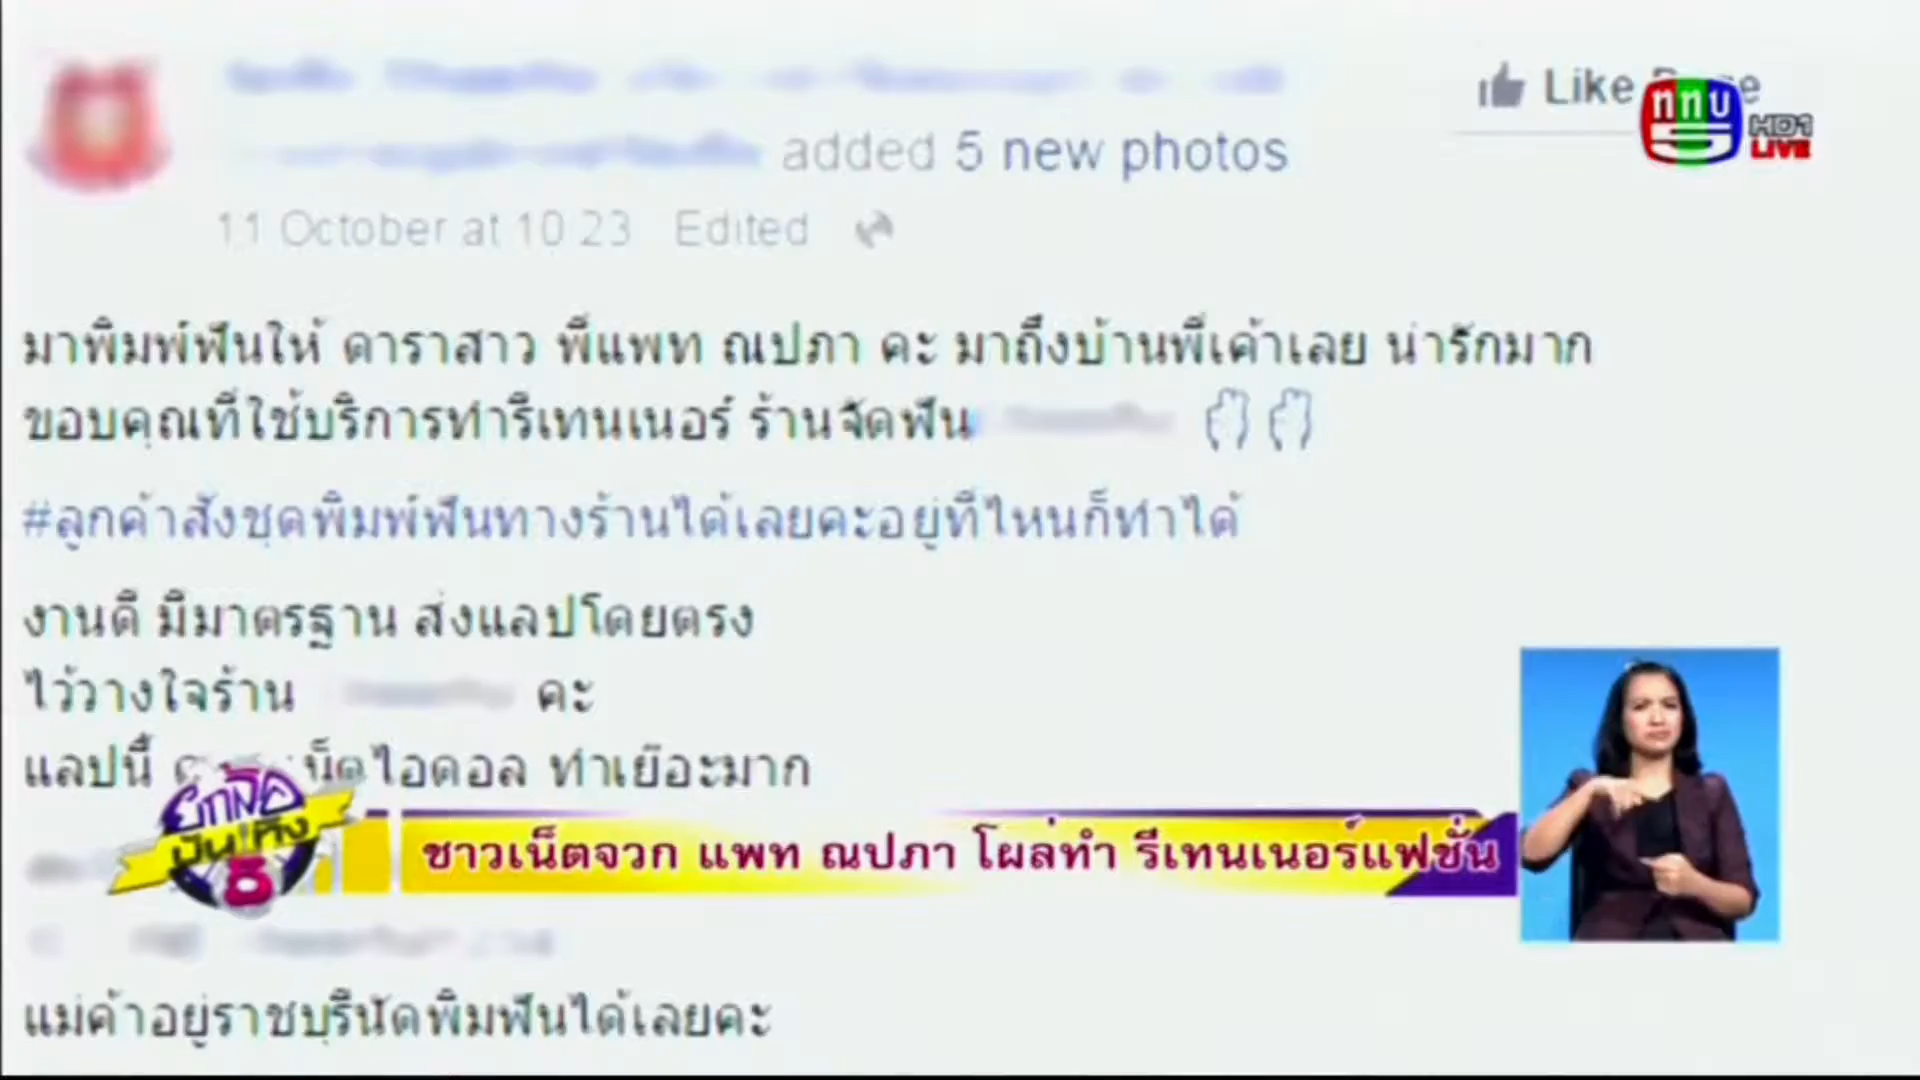 added 5 new photos
Like
ททบ
5
HD1
LIVE
11 October at 10 23 Edited
มาพิมพ์ฟันให้ ดาราสาว พี่แพท ณปภา คะ มาถึงบ้านพี่เค้าเลย น่ารักมาก
ขอบคุณที่ใช้บริการทำรีเทนเนอร์ ร้านจัดฟัน
#ลูกค้าสั่งชุดพิมพ์ฟันทางร้านได้เลยคะอยู่ที่ไหนก็ทำได้
งานดี มีมาตรฐาน ส่งแลปโดยตรง
ไว้วางใจร้าน คะ
แลปนี้ เน็ตไอดอล ทำเยอะมาก
ชาวเน็ตจวก แพท ณปภา โผล่ทำ รีเทนเนอร์แฟชั่น
แม่ค้าอยู่ราชบุรีนัดพิมฟันได้เลยคะ